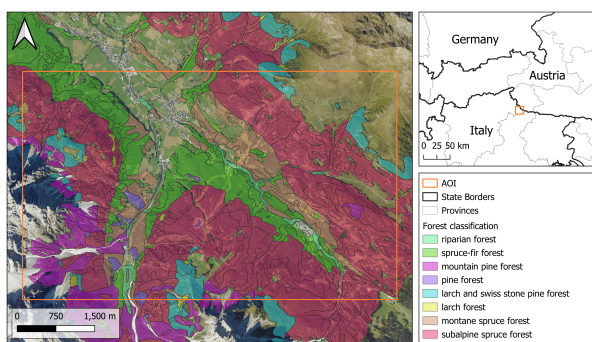 Germany
Austria
Italy
0 25 50 km
AOI
State Borders
Provinces
Forest classification
riparian forest
spruce-fir forest
mountain pine forest
pine forest
larch and swiss stone pine forest
larch forest
montane spruce forest
subalpine spruce forest
0 750 1,500 m